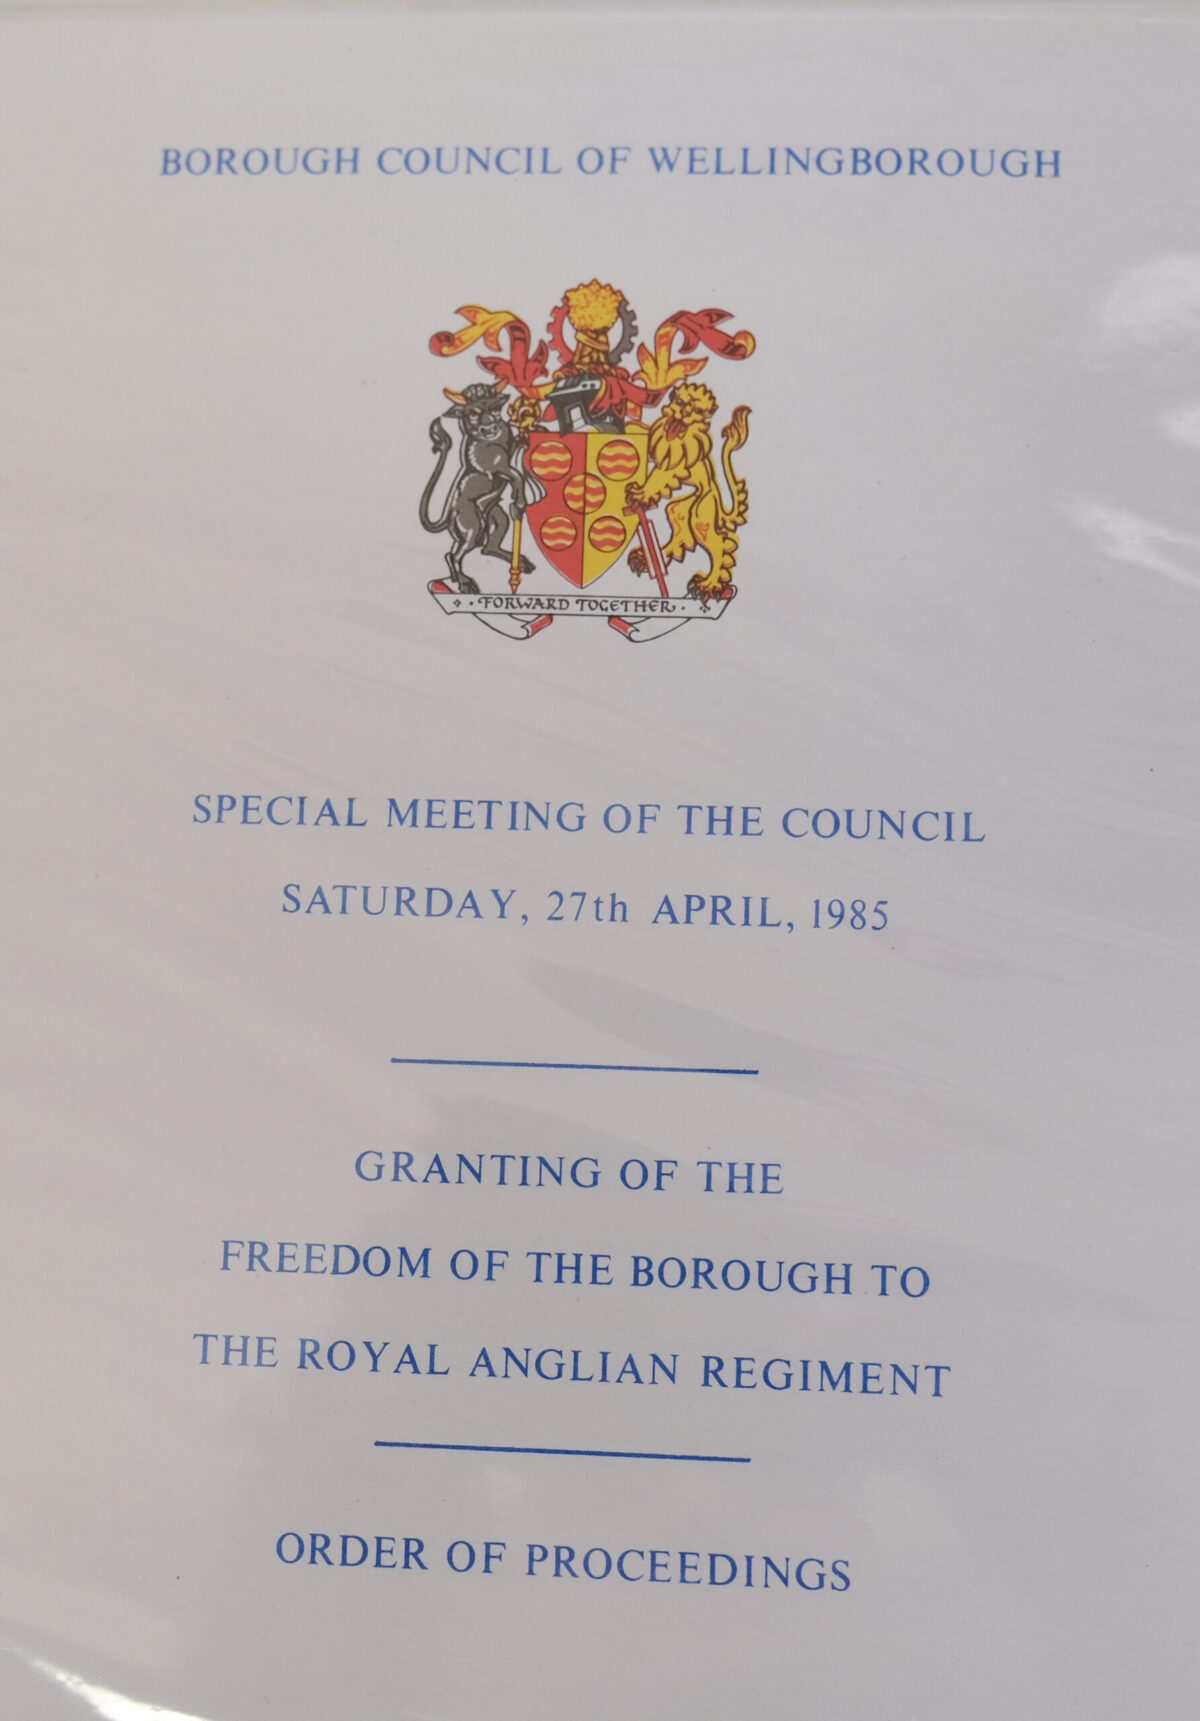 BOROUGH COUNCIL OF WELLINGBOROUGH
FORWARD TOGETHER
SPECIAL MEETING OF THE COUNCIL
SATURDAY, 27th APRIL, 1985
GRANTING OF THE
FREEDOM OF THE BOROUGH TO
THE ROYAL ANGLIAN REGIMENT
ORDER OF PROCEEDINGS